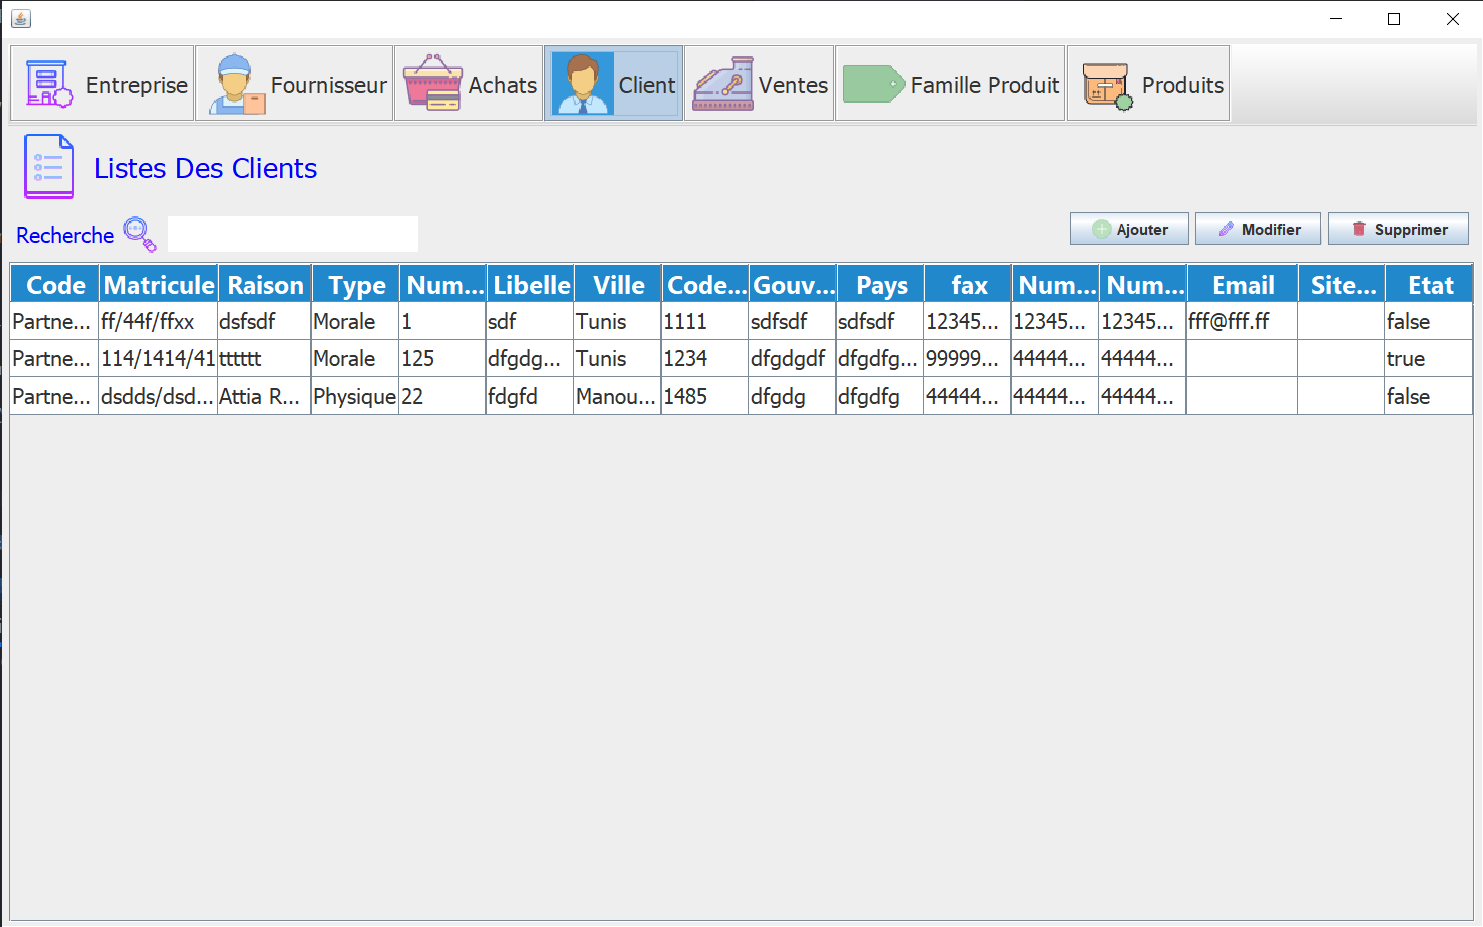 Entreprise Fournisseur Achats Client Ventes Famille Produit Produits
Listes Des Clients
Recherche Ajouter Modifier Supprimer
Code Matricule Raison Type Num... Libelle Ville Code... Gouv... Pays fax Num... Num... Email Site... Etat
Partne... ff/44f/ffxx dsfsdf Morale 1 sdf Tunis 1111 sdfsdf sdfsdf 12345... 12345... 12345... fff@fff.ff false
Partne... 114/1414/41 tttttt Morale 125 dfgdg... Tunis 1234 dfgdgdf dfgdfg... 99999... 44444... 44444... true
Partne... dsdds/dsd... Attia R... Physique 22 fdgfd Manou... 1485 dfgdg dfgdfg 44444... 44444... 44444... false